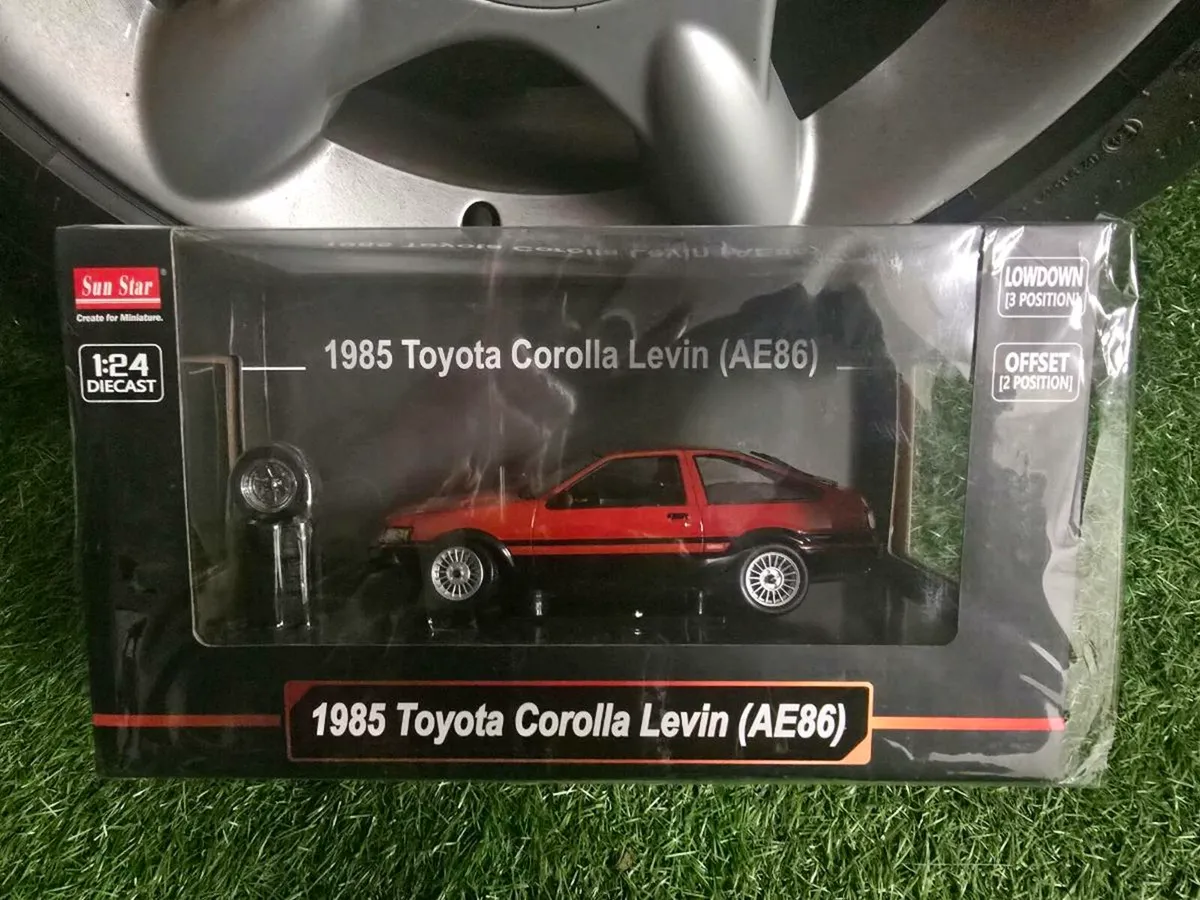 Sun Star
Create for Miniature.
1:24
DIECAST
1985 Toyota Corolla Levin (AE86)
LOWDOWN
[3 POSITION]
OFFSET
[2 POSITION]
1985 Toyota Corolla Levin (AE86)